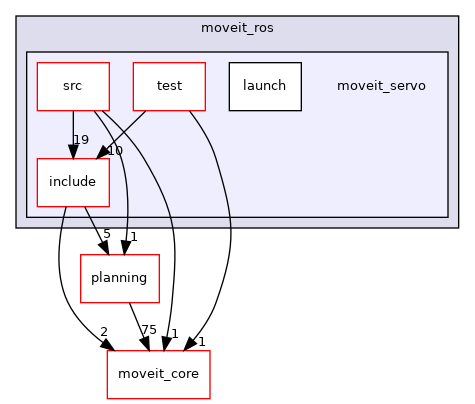 moveit_ros
src
test
launch
moveit_servo
19
10
include
5
1
planning
2
75
1
1
moveit_core